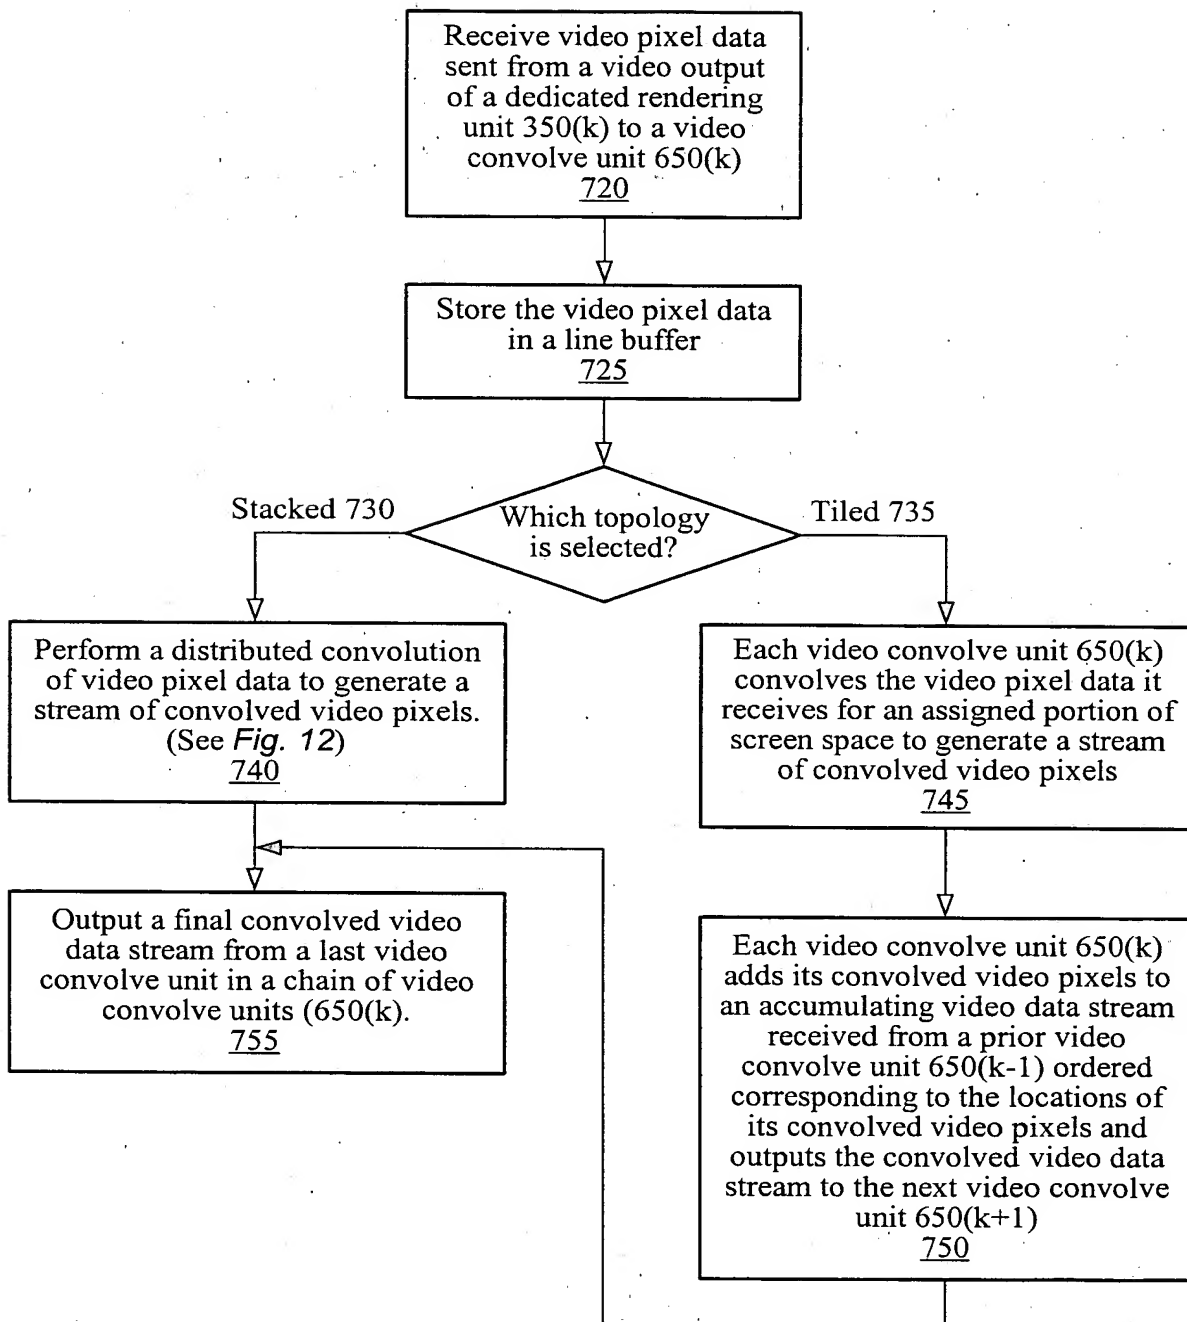 Receive video pixel data
sent from a video output
of a dedicated rendering
unit 350(k) to a video
convolve unit 650(k)
720
Store the video pixel data
in a line buffer
725
Which topology
is selected?
Stacked 730
Tiled 735
Perform a distributed convolution
of video pixel data to generate a
stream of convolved video pixels.
(See Fig. 12)
740
Each video convolve unit 650(k)
convolves the video pixel data it
receives for an assigned portion of
screen space to generate a stream
of convolved video pixels
745
Output a final convolved video
data stream from a last video
convolve unit in a chain of video
convolve units (650(k).
755
Each video convolve unit 650(k)
adds its convolved video pixels to
an accumulating video data stream
received from a prior video
convolve unit 650(k-1) ordered
corresponding to the locations of
its convolved video pixels and
outputs the convolved video data
stream to the next video convolve
unit 650(k+1)
750